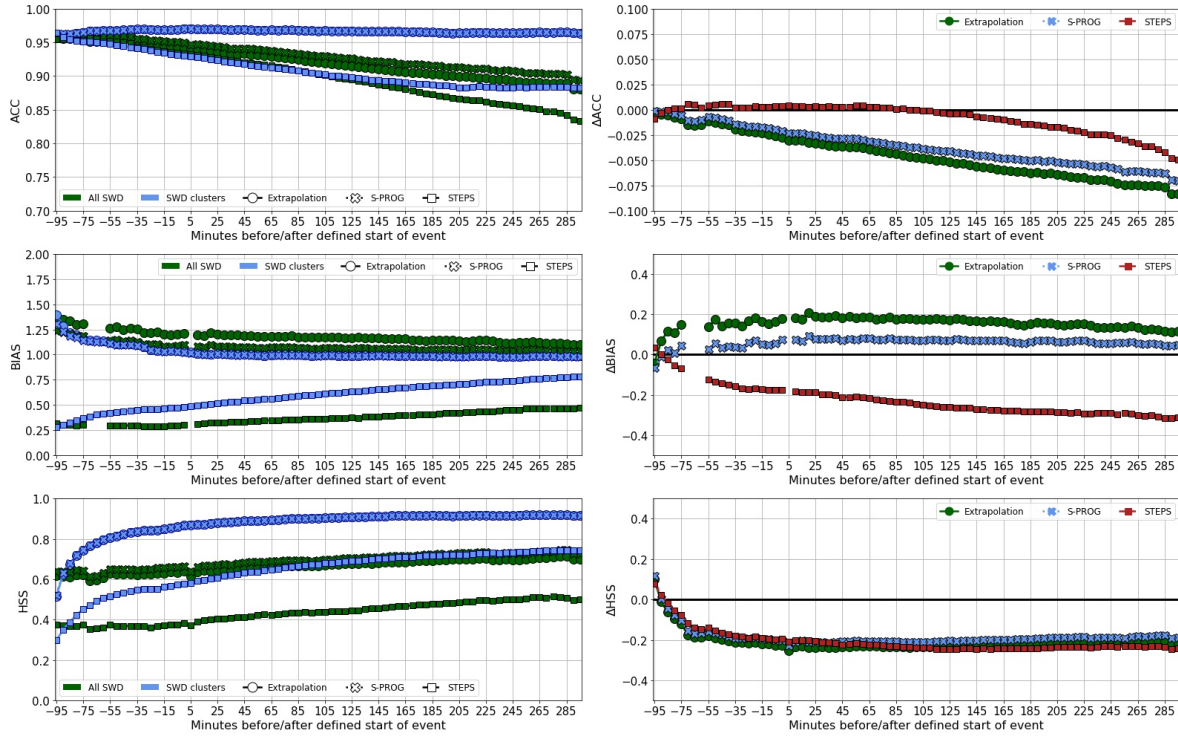 1.00
0.95
0.90
0.85
0.80
0.75
0.70
ACC
All SWD SWD clusters Extrapolation S-PROG STEPS
−95 −75 −55 −35 −15 5 25 45 65 85 105 125 145 165 185 205 225 245 265 285
Minutes before/after defined start of event
0.100
0.075
0.050
0.025
0.000
−0.025
−0.050
−0.075
−0.100
ΔACC
Extrapolation S-PROG STEPS
−95 −75 −55 −35 −15 5 25 45 65 85 105 125 145 165 185 205 225 245 265 285
Minutes before/after defined start of event
2.00
1.75
1.50
1.25
1.00
0.75
0.50
0.25
0.00
BIAS
All SWD SWD clusters Extrapolation S-PROG STEPS
−95 −75 −55 −35 −15 5 25 45 65 85 105 125 145 165 185 205 225 245 265 285
Minutes before/after defined start of event
0.4
0.2
0.0
−0.2
−0.4
ΔBIAS
Extrapolation S-PROG STEPS
−95 −75 −55 −35 −15 5 25 45 65 85 105 125 145 165 185 205 225 245 265 285
Minutes before/after defined start of event
1.0
0.8
0.6
0.4
0.2
0.0
HSS
All SWD SWD clusters Extrapolation S-PROG STEPS
−95 −75 −55 −35 −15 5 25 45 65 85 105 125 145 165 185 205 225 245 265 285
Minutes before/after defined start of event
0.4
0.2
0.0
−0.2
−0.4
ΔHSS
Extrapolation S-PROG STEPS
−95 −75 −55 −35 −15 5 25 45 65 85 105 125 145 165 185 205 225 245 265 285
Minutes before/after defined start of event